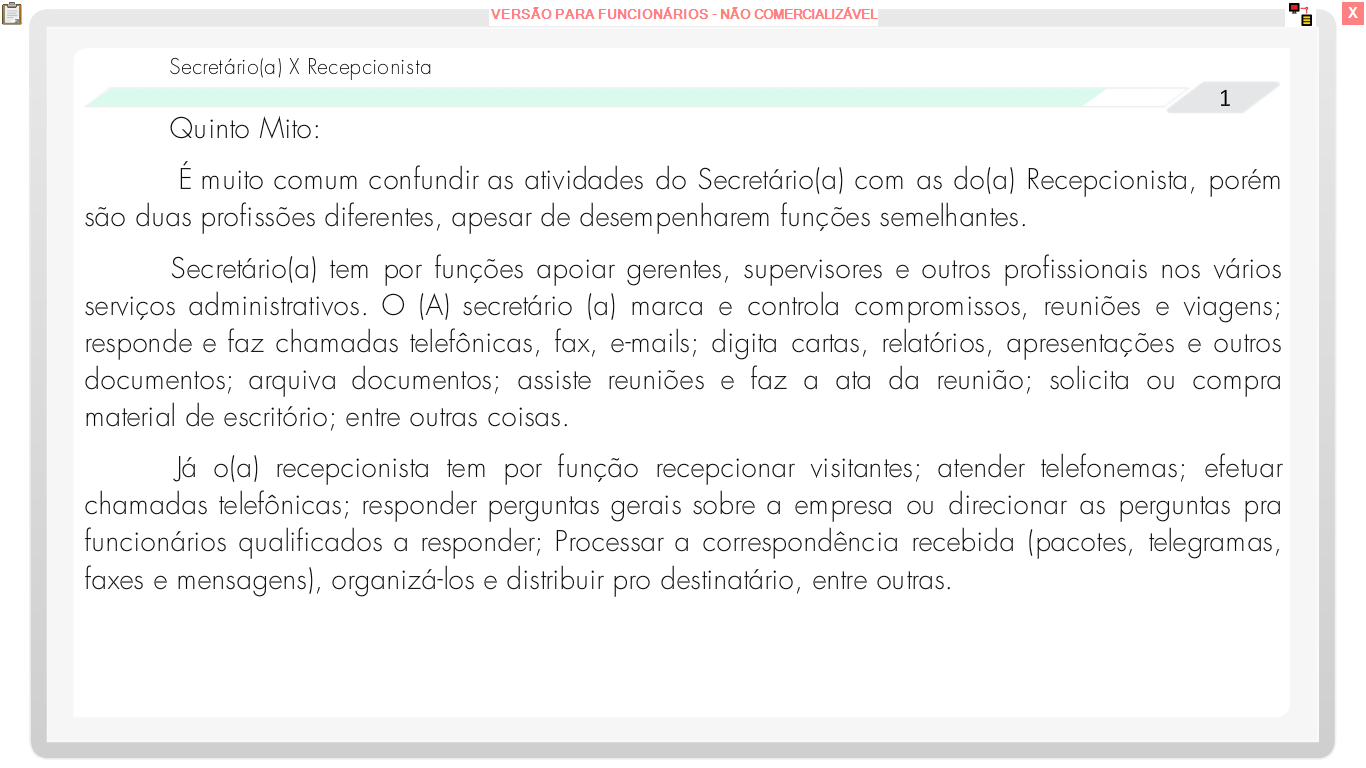 VERSÃO PARA FUNCIONÁRIOS - NÃO COMERCIALIZÁVEL
X
Secretário(a) X Recepcionista
1
Quinto Mito:
É muito comum confundir as atividades do Secretário(a) com as do(a) Recepcionista, porém
são duas profissões diferentes, apesar de desempenharem funções semelhantes.
Secretário(a) tem por funções apoiar gerentes, supervisores e outros profissionais nos vários
serviços administrativos. O (A) secretário (a) marca e controla compromissos, reuniões e viagens;
responde e faz chamadas telefônicas, fax, e-mails; digita cartas, relatórios, apresentações e outros
documentos; arquiva documentos; assiste reuniões e faz a ata da reunião; solicita ou compra
material de escritório; entre outras coisas.
Já o(a) recepcionista tem por função recepcionar visitantes; atender telefonemas; efetuar
chamadas telefônicas; responder perguntas gerais sobre a empresa ou direcionar as perguntas pra
funcionários qualificados a responder; Processar a correspondência recebida (pacotes, telegramas,
faxes e mensagens), organizá-los e distribuir pro destinatário, entre outras.